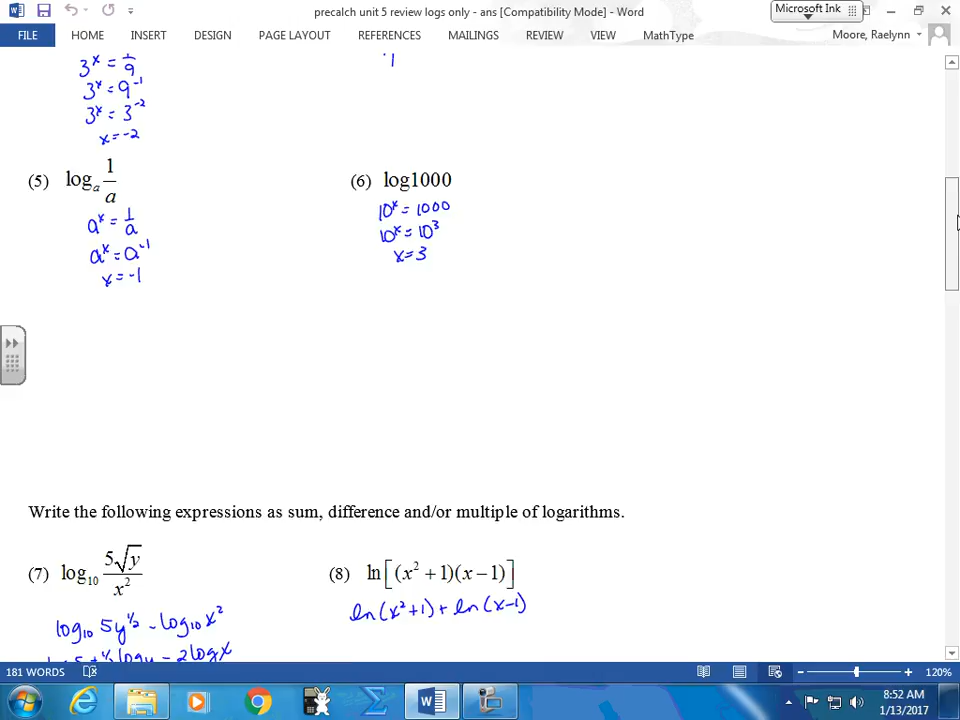 precalch unit 5 review logs only - ans [Compatibility Mode] - Word
Microsoft Ink
FILE HOME INSERT DESIGN PAGE LAYOUT REFERENCES MAILINGS REVIEW VIEW MathType Moore, Raelynn
3^x = 1/9
3^x = 9^-1
3^x = 3^-2
x = -2
(5) log_a 1/a
a^x = 1/a
a^x = a^-1
x = -1
(6) log1000
10^x = 1000
10^x = 10^3
x = 3
Write the following expressions as sum, difference and/or multiple of logarithms.
(7) log_10 5√y/x^2
log_10 5y^1/2 - log_10 x^2
(8) ln[(x^2 + 1)(x - 1)]
ln(x^2+1) + ln(x-1)
181 WORDS 120%
8:52 AM
1/13/2017